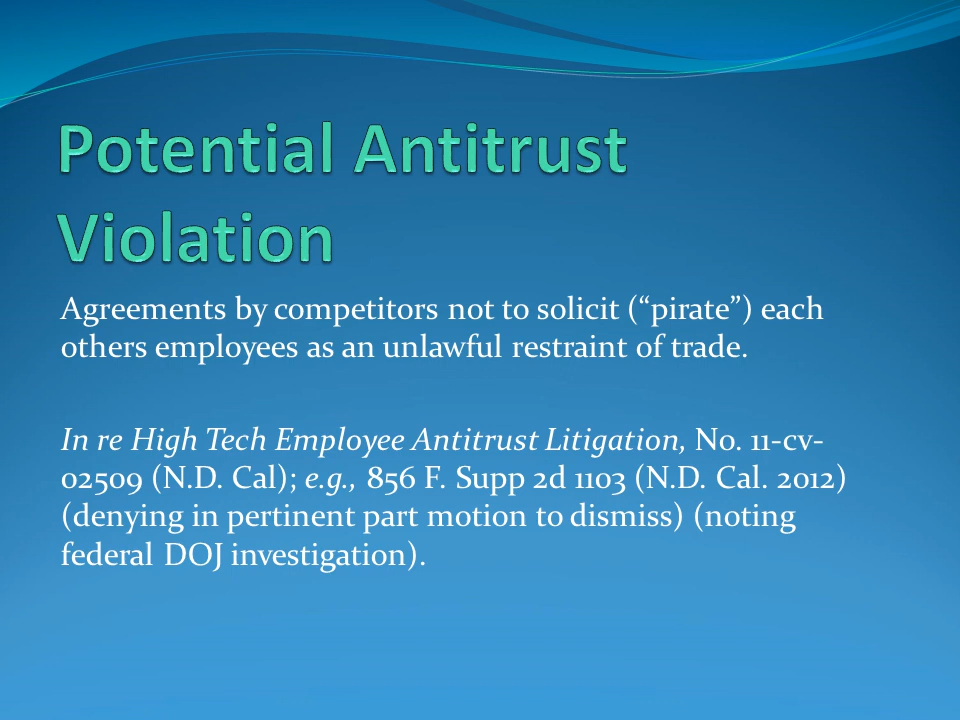 Potential Antitrust
Violation
Agreements by competitors not to solicit (“pirate”) each
others employees as an unlawful restraint of trade.
In re High Tech Employee Antitrust Litigation, No. 11-cv-
02509 (N.D. Cal); e.g., 856 F. Supp 2d 1103 (N.D. Cal. 2012)
(denying in pertinent part motion to dismiss) (noting
federal DOJ investigation).